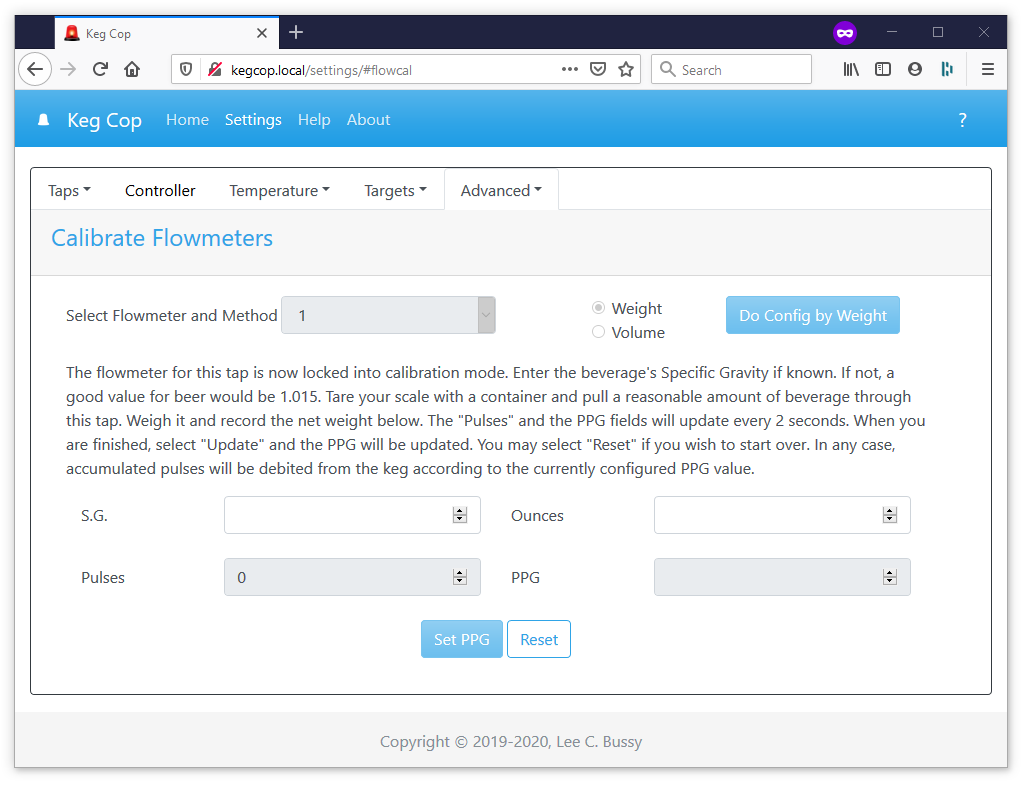 Keg Cop
kegcop.local/settings/#flowcal
Search
Keg Cop Home Settings Help About ?
Taps Controller Temperature Targets Advanced
Calibrate Flowmeters
Select Flowmeter and Method 1
Weight
Volume
Do Config by Weight
The flowmeter for this tap is now locked into calibration mode. Enter the beverage's Specific Gravity if known. If not, a
good value for beer would be 1.015. Tare your scale with a container and pull a reasonable amount of beverage through
this tap. Weigh it and record the net weight below. The "Pulses" and the PPG fields will update every 2 seconds. When you
are finished, select "Update" and the PPG will be updated. You may select "Reset" if you wish to start over. In any case,
accumulated pulses will be debited from the keg according to the currently configured PPG value.
S.G. Ounces
Pulses 0 PPG
Set PPG Reset
Copyright © 2019-2020, Lee C. Bussy